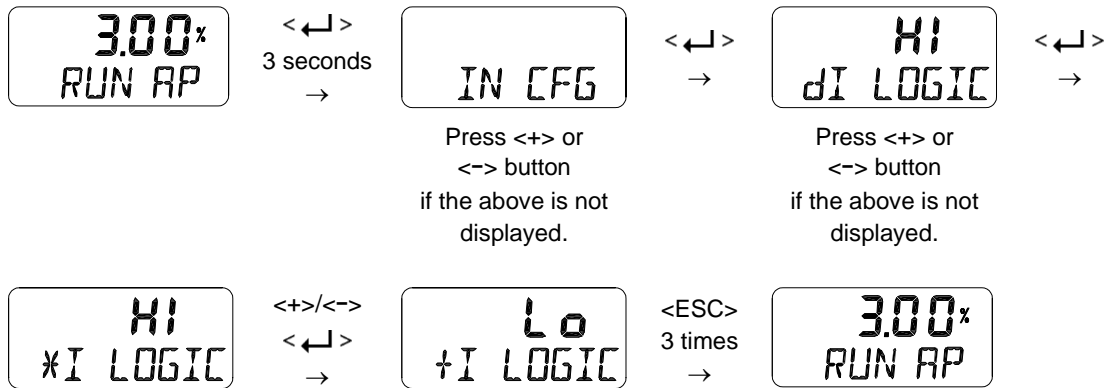 3.00%
RUN AP
<↵>
3 seconds
→
IN CFG
Press <+> or
<-> button
if the above is not
displayed.
<↵>
→
HI
dI LOGIC
Press <+> or
<-> button
if the above is not
displayed.
<↵>
→
HI
*I LOGIC
<+>/<->
<↵>
→
Lo
+I LOGIC
<ESC>
3 times
→
3.00%
RUN AP